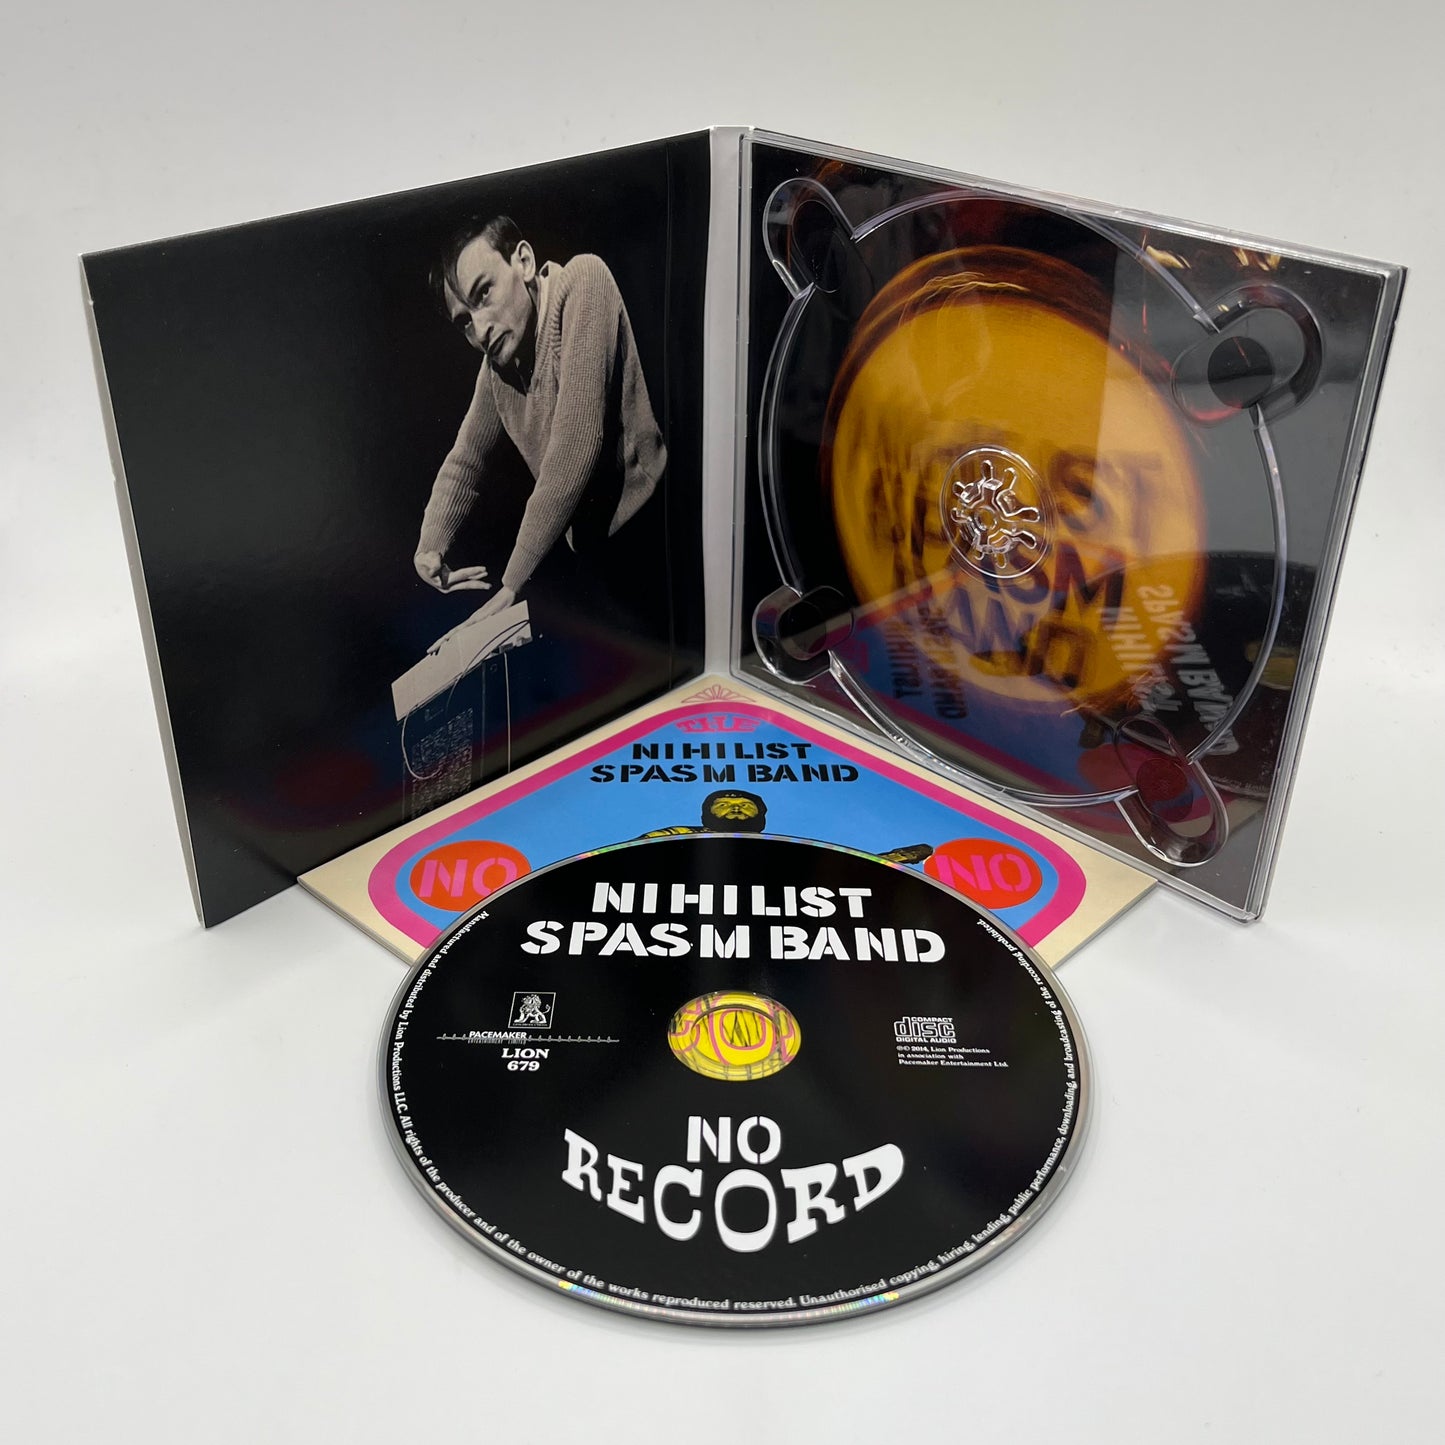 THE
NIHILIST
SPASM BAND
NO
NO
NIHILIST
SPASM BAND
PACEMAKER
ENTERTAINMENT LIMITED
LION
679
COMPACT
disc
DIGITAL AUDIO
℗© 2014, Lion Productions
in association with
Pacemaker Entertainment Ltd.
NO
RECORD
Manufactured and distributed by Lion Productions LLC. All rights of the producer and of the owner of the works reproduced reserved. Unauthorised copying, hiring, lending, public performance, downloading, and broadcasting of the recording prohibited.